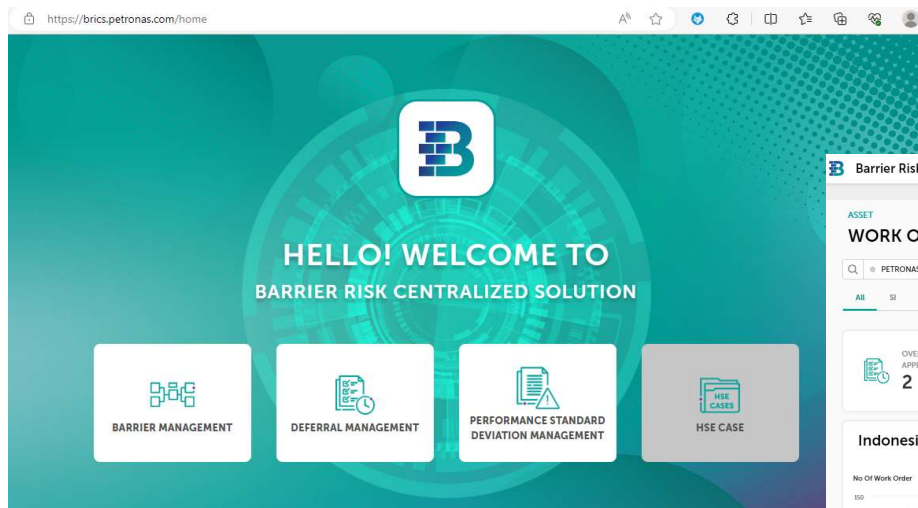 https://brics.petronas.com/home
HELLO! WELCOME TO
BARRIER RISK CENTRALIZED SOLUTION
BARRIER MANAGEMENT
DEFERRAL MANAGEMENT
PERFORMANCE STANDARD
DEVIATION MANAGEMENT
HSE
CASES
HSE CASE
B
Barrier Risk
ASSET
WORK O
PETRONAS
All SI
OVE
APP
2
Indonesi
No Of Work Order
150